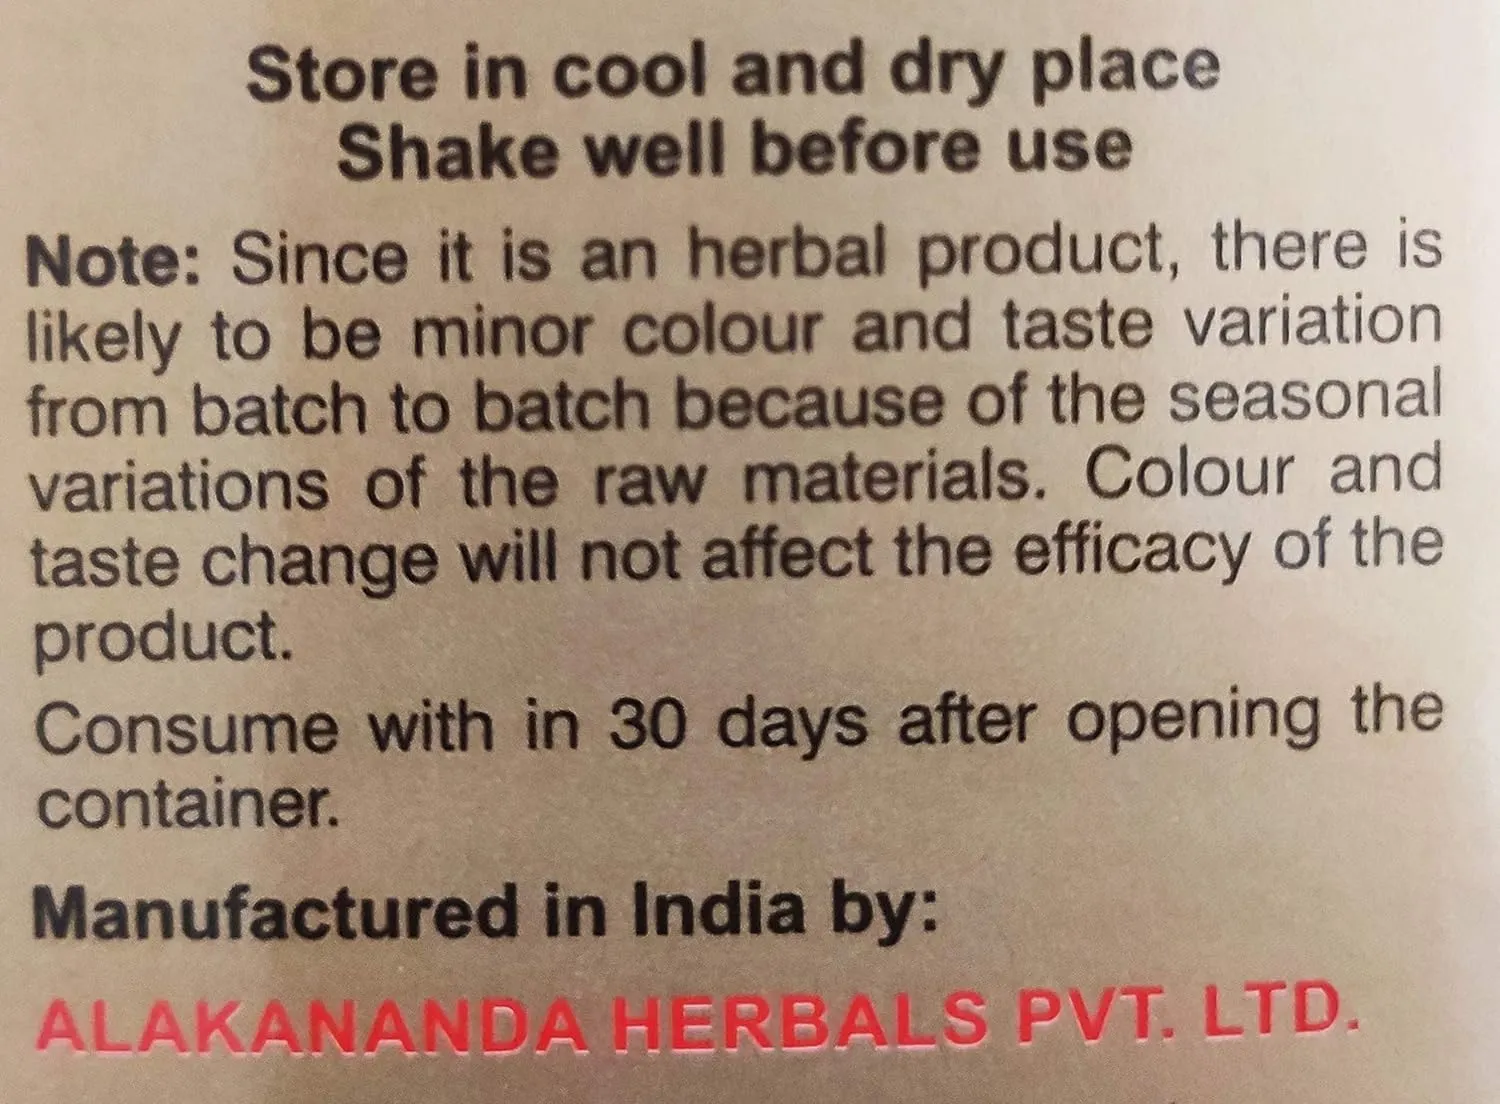 Store in cool and dry place
Shake well before use
Note: Since it is an herbal product, there is
likely to be minor colour and taste variation
from batch to batch because of the seasonal
variations of the raw materials. Colour and
taste change will not affect the efficacy of the
product.
Consume with in 30 days after opening the
container.
Manufactured in India by:
ALAKANANDA HERBALS PVT. LTD.